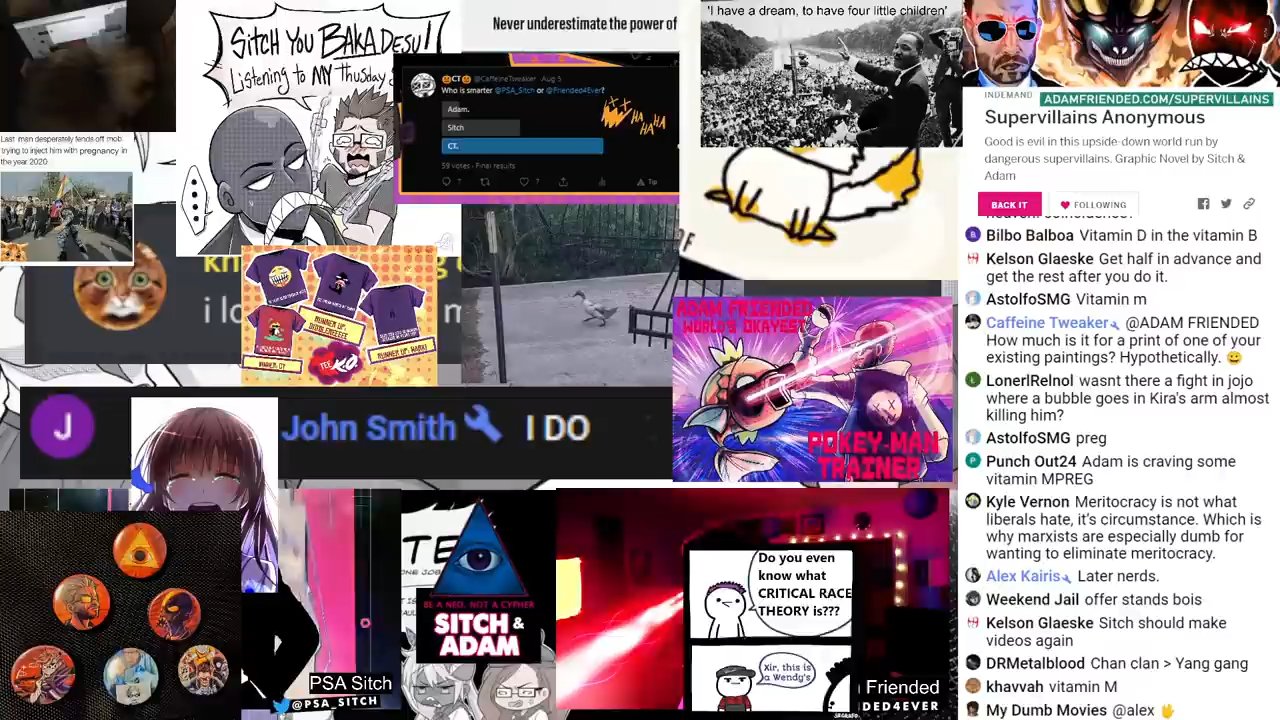 SITCH YOU BAKA DESU!
Listening to MY Thusday
Never underestimate the power of
'I have a dream, to have four little children'
CT @CaffeineTweaker · Aug 5
Who is smarter @PSA_Sitch or @Friended4Ever?
Adam.
Sitch
CT.
59 votes · Final results
Tip
HA HA HA
Last man desperately fends off mob
trying to inject him with pregnancy in
the year 2020
i lo
OF
RUNNER UP:
WINNER: CT
TEE K.O.
ADAM FRIENDED
WORLD'S OKAYEST
POKEY-MAN
TRAINER
J
John Smith
I DO
BE A NEO, NOT A CYPHER
SITCH &
ADAM
PSA Sitch
@PSA_SITCH
Do you even
know what
CRITICAL RACE
THEORY is???
Xir, this is
a Wendy's
Friended
DED4EVER
INDEMAND
ADAMFRIENDED.COM/SUPERVILLAINS
Supervillains Anonymous
Good is evil in this upside-down world run by
dangerous supervillains. Graphic Novel by Sitch &
Adam
BACK IT
FOLLOWING
Bilbo Balboa Vitamin D in the vitamin B
Kelson Glaeske Get half in advance and
get the rest after you do it.
AstolfoSMG Vitamin m
Caffeine Tweaker @ADAM FRIENDED
How much is it for a print of one of your
existing paintings? Hypothetically. 😀
LonerlRelnol wasnt there a fight in jojo
where a bubble goes in Kira's arm almost
killing him?
AstolfoSMG preg
Punch Out24 Adam is craving some
vitamin MPREG
Kyle Vernon Meritocracy is not what
liberals hate, it's circumstance. Which is
why marxists are especially dumb for
wanting to eliminate meritocracy.
Alex Kairis Later nerds.
Weekend Jail offer stands bois
Kelson Glaeske Sitch should make
videos again
DRMetalblood Chan clan > Yang gang
khavvah vitamin M
My Dumb Movies @alex 🖖